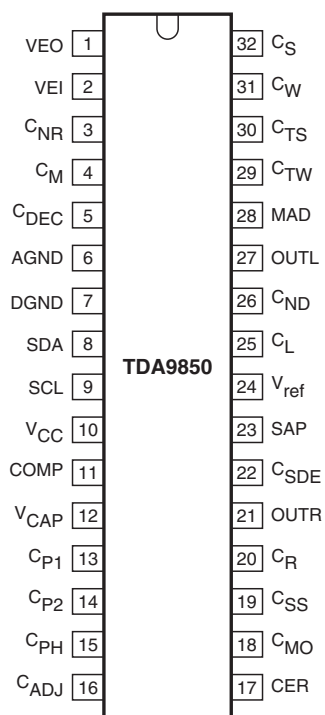 VEO 1 32 CS
VEI 2 31 CW
CNR 3 30 CTS
CM 4 29 CTW
CDEC 5 28 MAD
AGND 6 27 OUTL
DGND 7 26 CND
SDA 8 25 CL
TDA9850
SCL 9 24 Vref
VCC 10 23 SAP
COMP 11 22 CSDE
VCAP 12 21 OUTR
CP1 13 20 CR
CP2 14 19 CSS
CPH 15 18 CMO
CADJ 16 17 CER